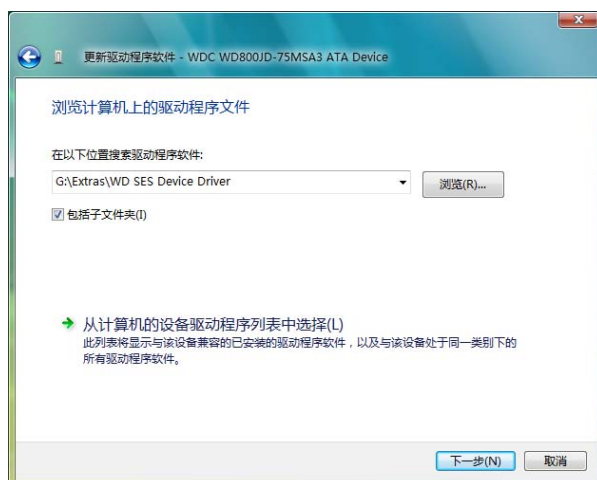 更新驱动程序软件 - WDC WD800JD-75MSA3 ATA Device
浏览计算机上的驱动程序文件
在以下位置搜索驱动程序软件:
G:\Extras\WD SES Device Driver
浏览(R)...
包括子文件夹(I)
从计算机的设备驱动程序列表中选择(L)
此列表将显示与该设备兼容的已安装的驱动程序软件，以及与该设备处于同一类别下的
所有驱动程序软件。
下一步(N)
取消